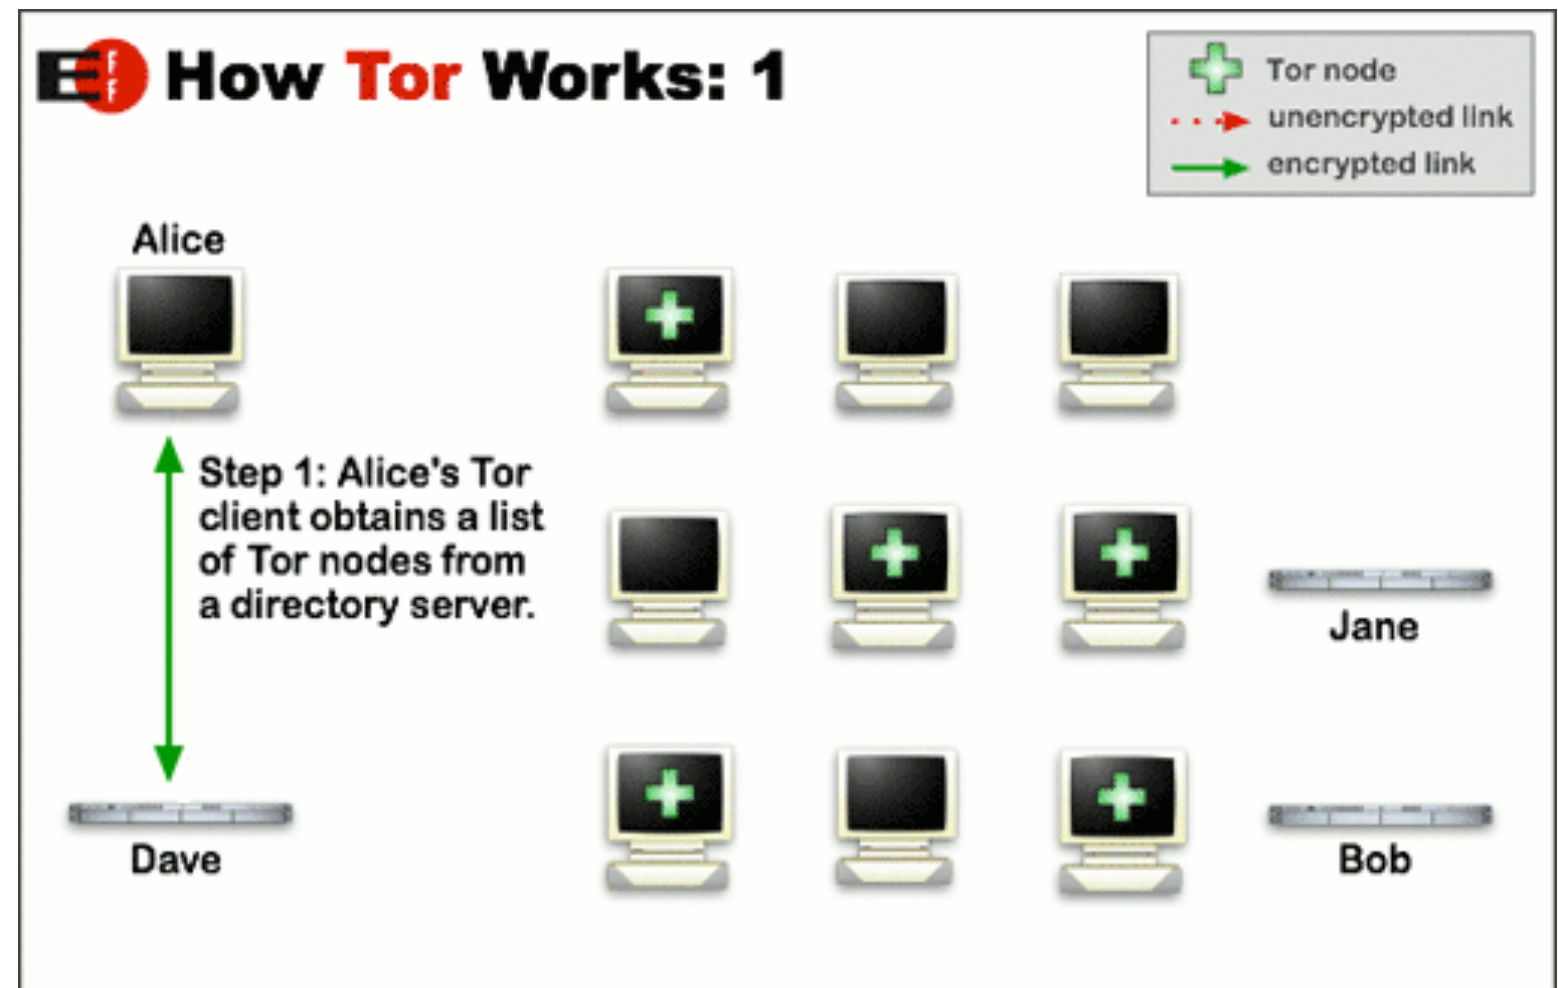 EFF How Tor Works: 1
Tor node
unencrypted link
encrypted link
Alice
Step 1: Alice's Tor
client obtains a list
of Tor nodes from
a directory server.
Jane
Dave
Bob